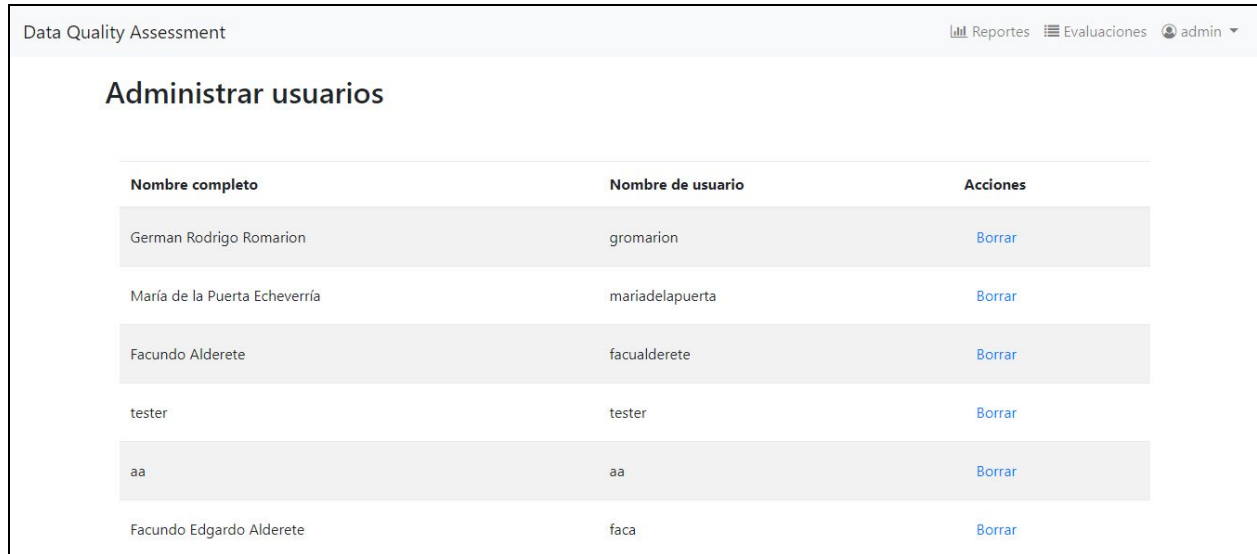 Data Quality Assessment Reportes Evaluaciones admin
Administrar usuarios
Nombre completo Nombre de usuario Acciones
German Rodrigo Romarion gromarion Borrar
María de la Puerta Echeverría mariadelapuerta Borrar
Facundo Alderete facualderete Borrar
tester tester Borrar
aa aa Borrar
Facundo Edgardo Alderete faca Borrar